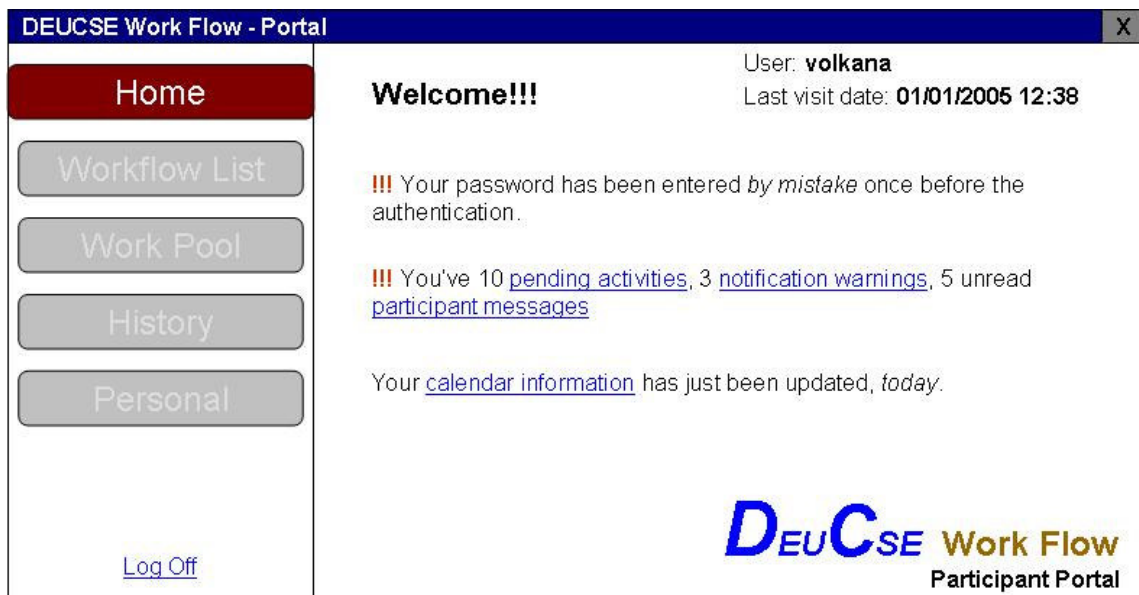 DEUCSE Work Flow - Portal X
Home
Workflow List
Work Pool
History
Personal
Log Off
Welcome!!!
User: volkana
Last visit date: 01/01/2005 12:38
!!! Your password has been entered by mistake once before the
authentication.
!!! You've 10 pending activities, 3 notification warnings, 5 unread
participant messages
Your calendar information has just been updated, today.
DEUCSE Work Flow
Participant Portal